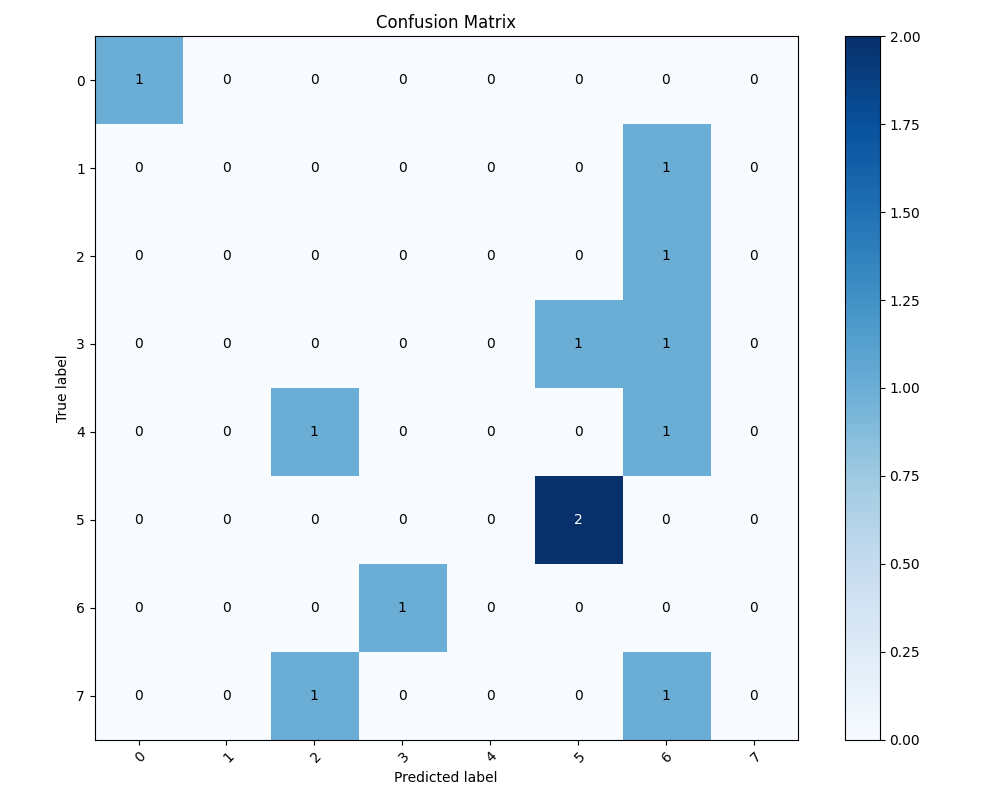 Confusion Matrix
0 1 0 0 0 0 0 0 0
1 0 0 0 0 0 0 1 0
2 0 0 0 0 0 0 1 0
3 0 0 0 0 0 1 1 0
4 0 0 1 0 0 0 1 0
5 0 0 0 0 0 2 0 0
6 0 0 0 1 0 0 0 0
7 0 0 1 0 0 0 1 0
0 1 2 3 4 5 6 7
True label
Predicted label
2.00
1.75
1.50
1.25
1.00
0.75
0.50
0.25
0.00